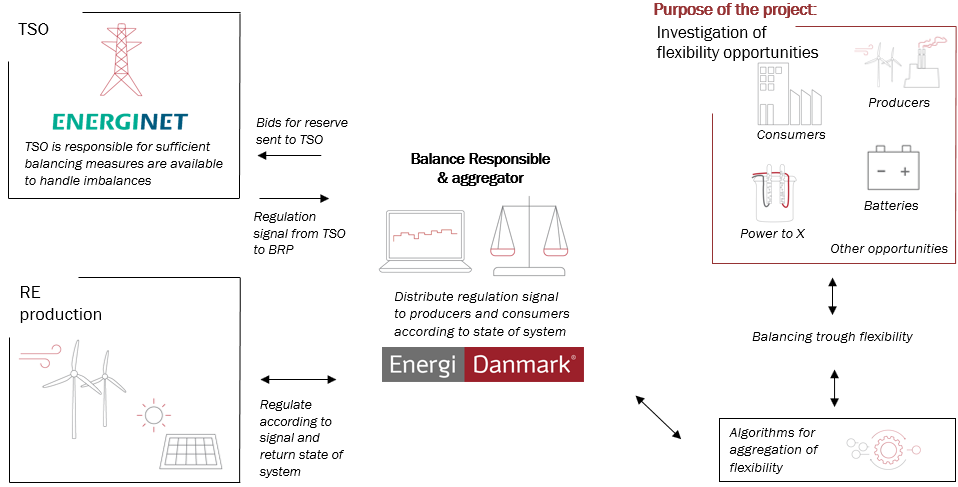 TSO
ENERGINET
TSO is responsible for sufficient
balancing measures are available
to handle imbalances
Bids for reserve
sent to TSO
Regulation
signal from TSO
to BRP
RE
production
Regulate
according to
signal and
return state of
system
Balance Responsible
& aggregator
Distribute regulation signal
to producers and consumers
according to state of system
Energi Danmark®
Purpose of the project:
Investigation of
flexibility opportunities
Producers
Consumers
Batteries
Power to X
Other opportunities
Balancing trough flexibility
Algorithms for
aggregation of
flexibility